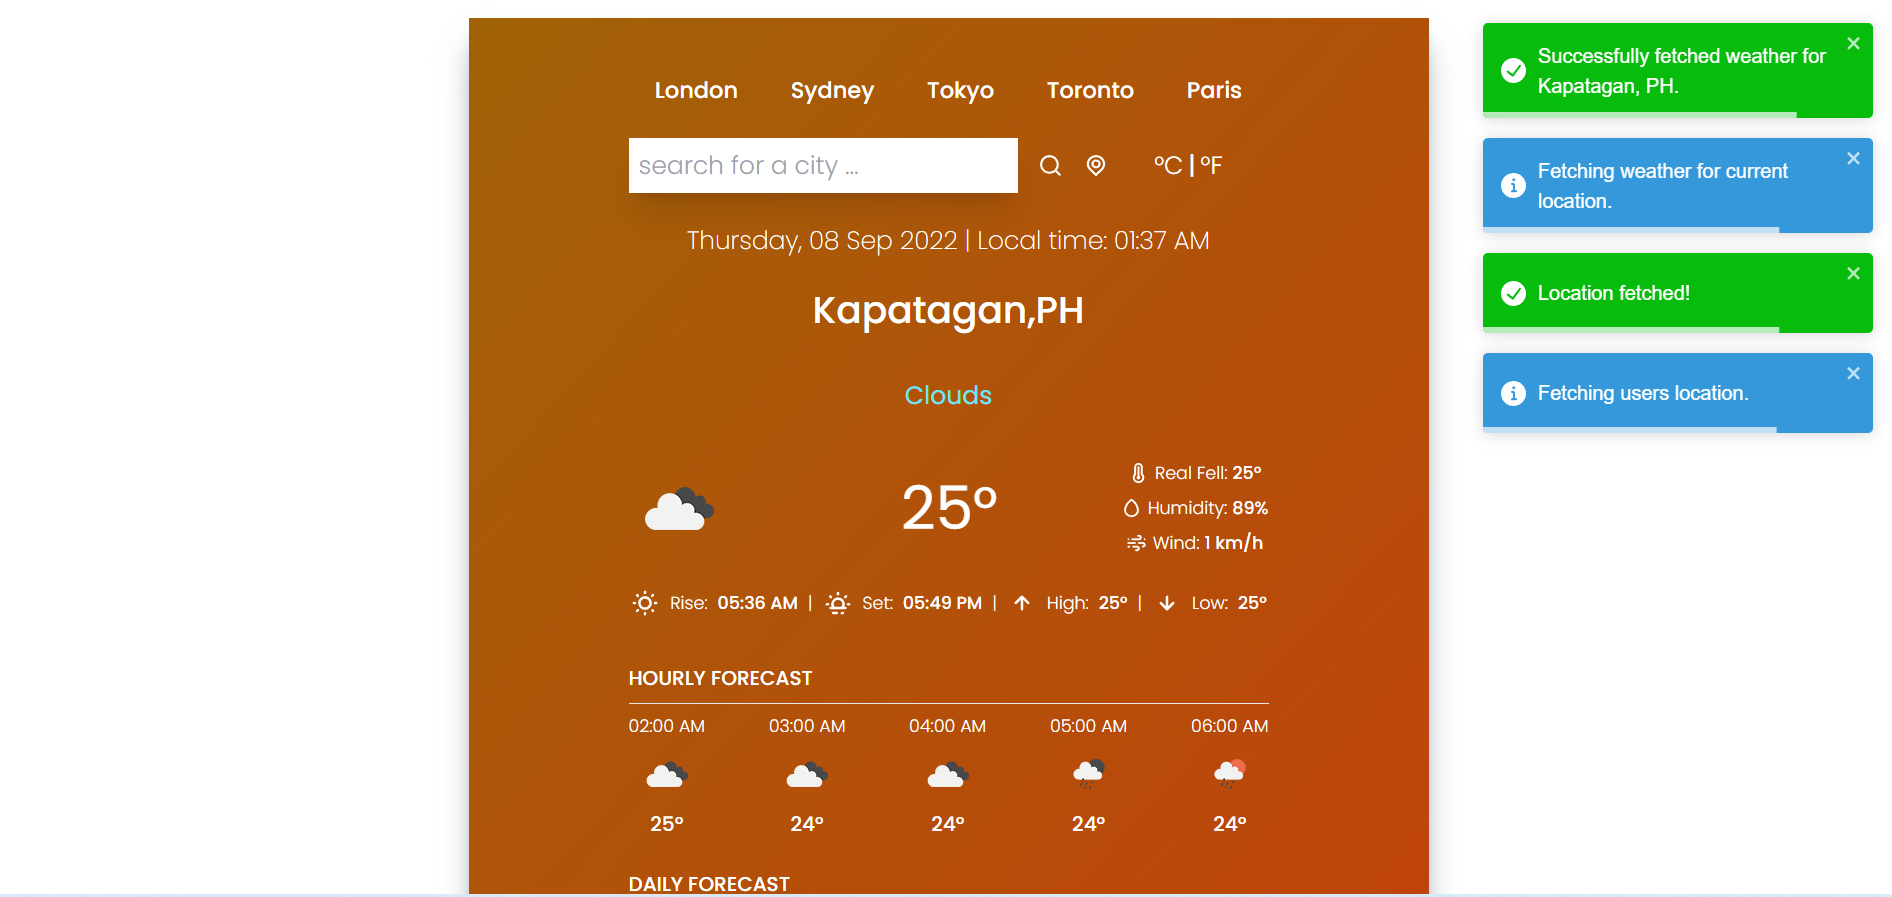 London Sydney Tokyo Toronto Paris
search for a city ...
°C | °F
Thursday, 08 Sep 2022 | Local time: 01:37 AM
Kapatagan,PH
Clouds
25°
Real Fell: 25°
Humidity: 89%
Wind: 1 km/h
Rise: 05:36 AM | Set: 05:49 PM | High: 25° | Low: 25°
HOURLY FORECAST
02:00 AM 03:00 AM 04:00 AM 05:00 AM 06:00 AM
25° 24° 24° 24° 24°
DAILY FORECAST
Successfully fetched weather for
Kapatagan, PH.
Fetching weather for current
location.
Location fetched!
Fetching users location.